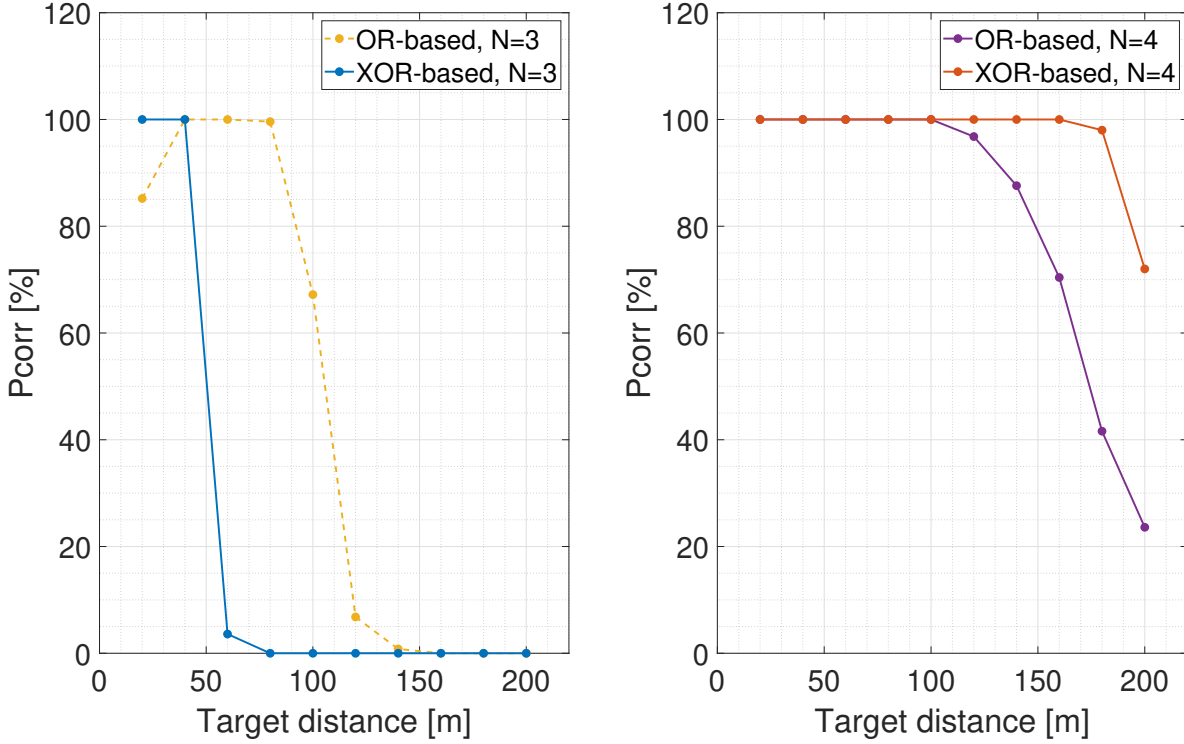 120
100
80
60
40
20
0
Pcorr [%]
0 50 100 150 200
Target distance [m]
OR-based, N=3
XOR-based, N=3
120
100
80
60
40
20
0
Pcorr [%]
0 50 100 150 200
Target distance [m]
OR-based, N=4
XOR-based, N=4